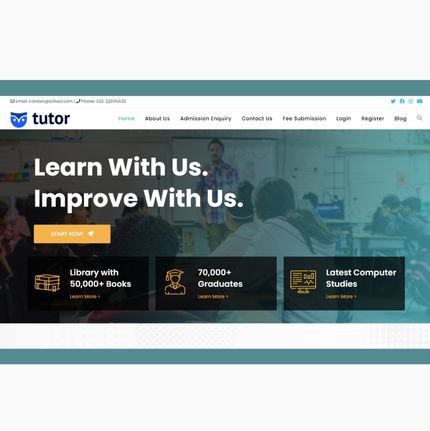 Email: contact@school.com | Phone: 022- 22045632
tutor
Home About Us Admission Enquiry Contact Us Fee Submission Login Register Blog
Learn With Us.
Improve With Us.
START NOW
Library with
50,000+ Books
Learn More >
70,000+
Graduates
Learn More >
Latest Computer
Studies
Learn More >